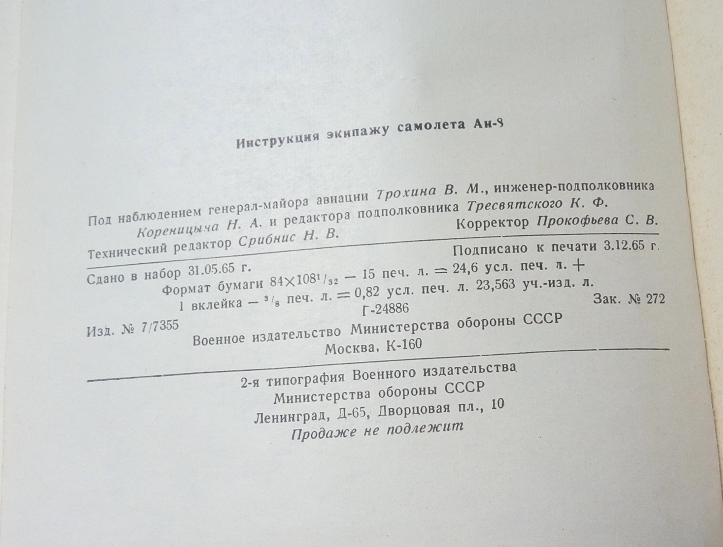 Инструкция экипажу самолета Ан-8
Под наблюдением генерал-майора авиации Трохина В. М., инженер-подполковника
Кореницыча Н. А. и редактора подполковника Тресвятского К. Ф.
Технический редактор Срибнис Н. В. Корректор Прокофьева С. В.
Сдано в набор 31.05.65 г. Подписано к печати 3.12.65 г.
Формат бумаги 84×108¹/₃₂ — 15 печ. л. = 24,6 усл. печ. л. +
1 вклейка — ³/₈ печ. л. = 0,82 усл. печ. л. 23,563 уч.-изд. л.
Г-24886
Изд. № 7/7355 Зак. № 272
Военное издательство Министерства обороны СССР
Москва, К-160
2-я типография Военного издательства
Министерства обороны СССР
Ленинград, Д-65, Дворцовая пл., 10
Продаже не подлежит